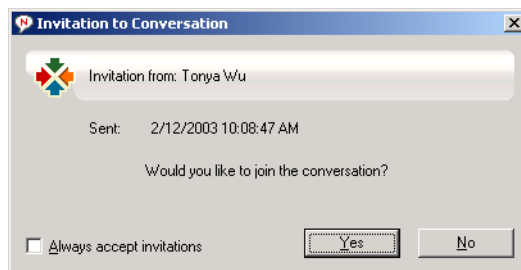 Invitation to Conversation
Invitation from: Tonya Wu
Sent: 2/12/2003 10:08:47 AM
Would you like to join the conversation?
Always accept invitations Yes No